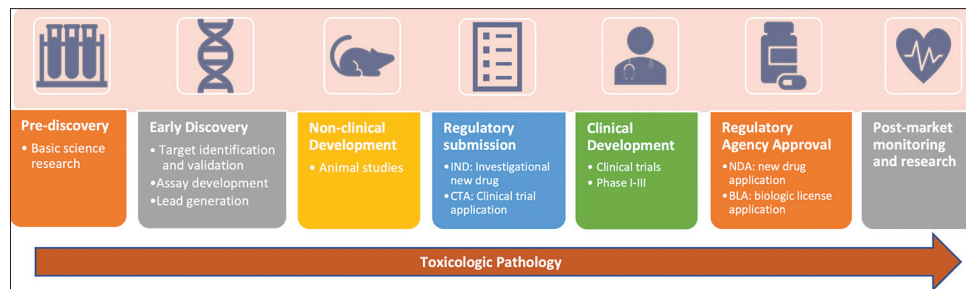 Pre-discovery
• Basic science
research
Early Discovery
• Target identification
and validation
• Assay development
• Lead generation
Non-clinical
Development
• Animal studies
Regulatory
submission
• IND: Investigational
new drug
• CTA: Clinical trial
application
Clinical
Development
• Clinical trials
• Phase I-III
Regulatory
Agency Approval
• NDA: new drug
application
• BLA: biologic license
application
Post-market
monitoring
and research
Toxicologic Pathology